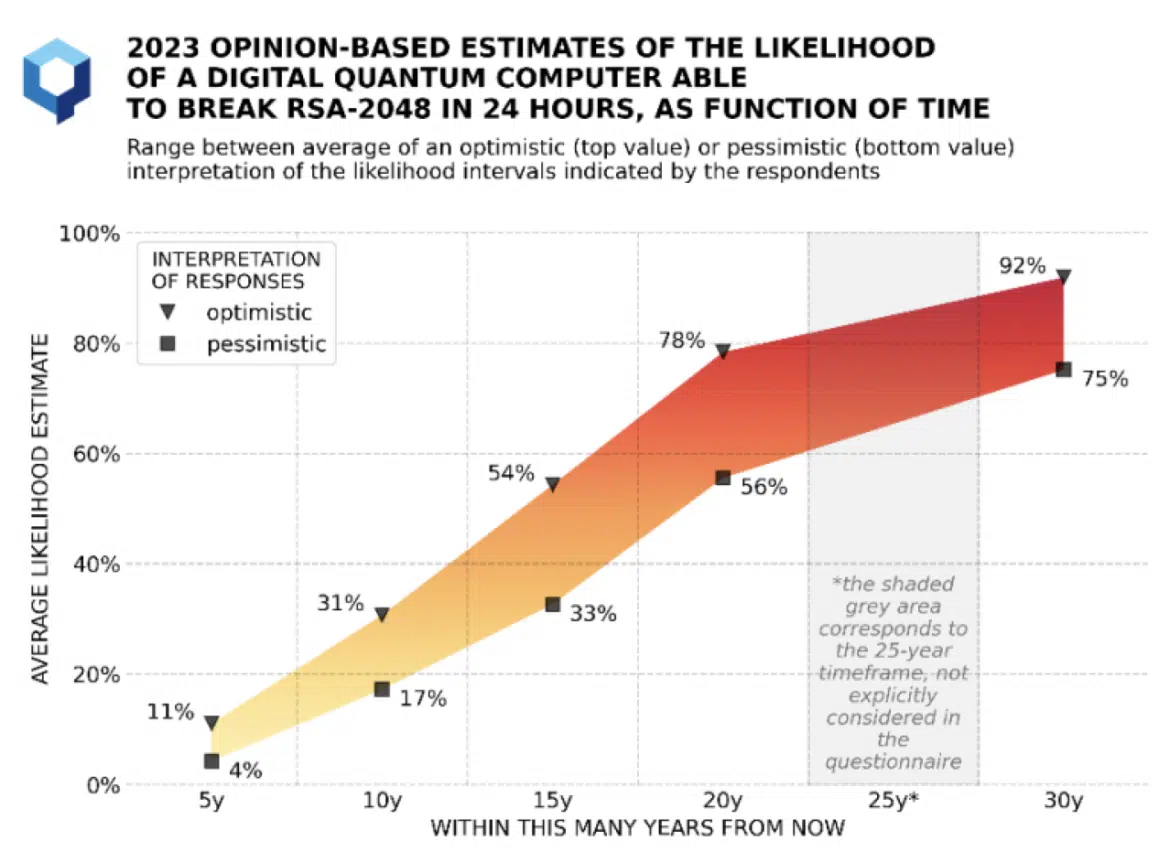 2023 OPINION-BASED ESTIMATES OF THE LIKELIHOOD
OF A DIGITAL QUANTUM COMPUTER ABLE
TO BREAK RSA-2048 IN 24 HOURS, AS FUNCTION OF TIME
Range between average of an optimistic (top value) or pessimistic (bottom value)
interpretation of the likelihood intervals indicated by the respondents
AVERAGE LIKELIHOOD ESTIMATE
100%
80%
60%
40%
20%
0%
INTERPRETATION
OF RESPONSES
optimistic
pessimistic
11%
4%
31%
17%
54%
33%
78%
56%
92%
75%
*the shaded
grey area
corresponds to
the 25-year
timeframe, not
explicitly
considered in
the
questionnaire
5y
10y
15y
20y
25y*
30y
WITHIN THIS MANY YEARS FROM NOW